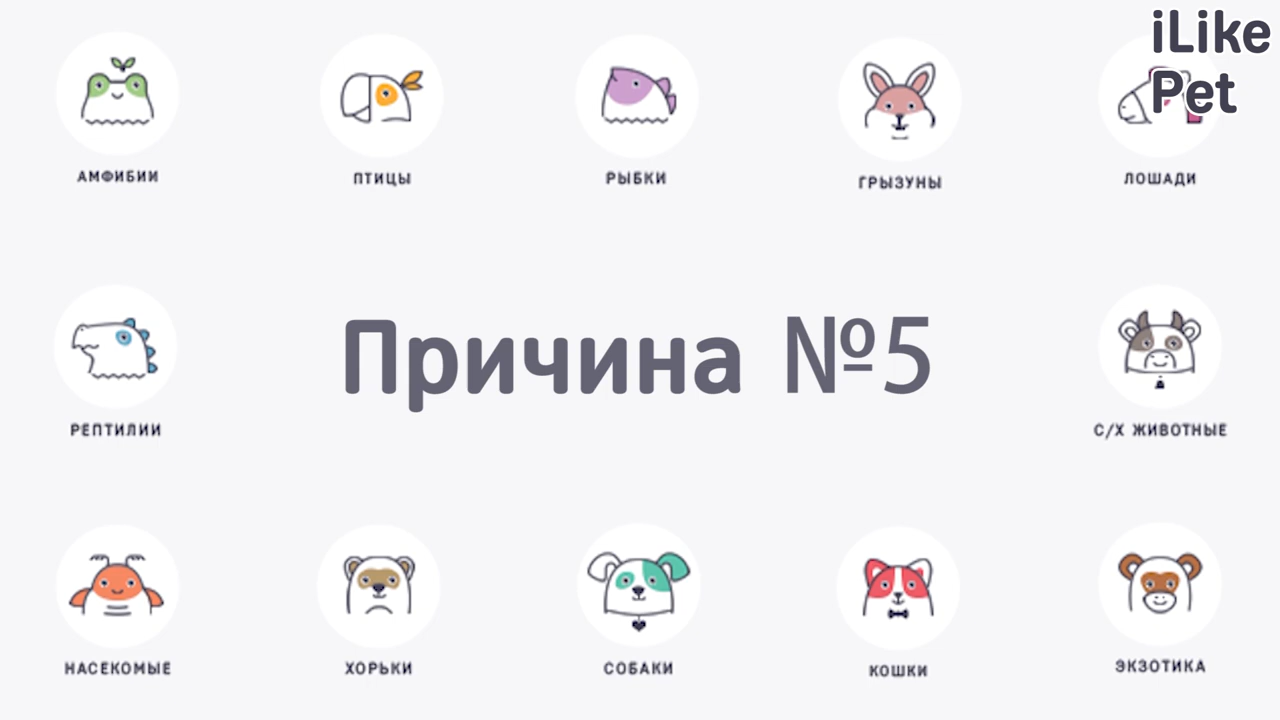 iLike
Pet
АМФИБИИ
ПТИЦЫ
РЫБКИ
ГРЫЗУНЫ
ЛОШАДИ
РЕПТИЛИИ
Причина №5
С/Х ЖИВОТНЫЕ
НАСЕКОМЫЕ
ХОРЬКИ
СОБАКИ
КОШКИ
ЭКЗОТИКА